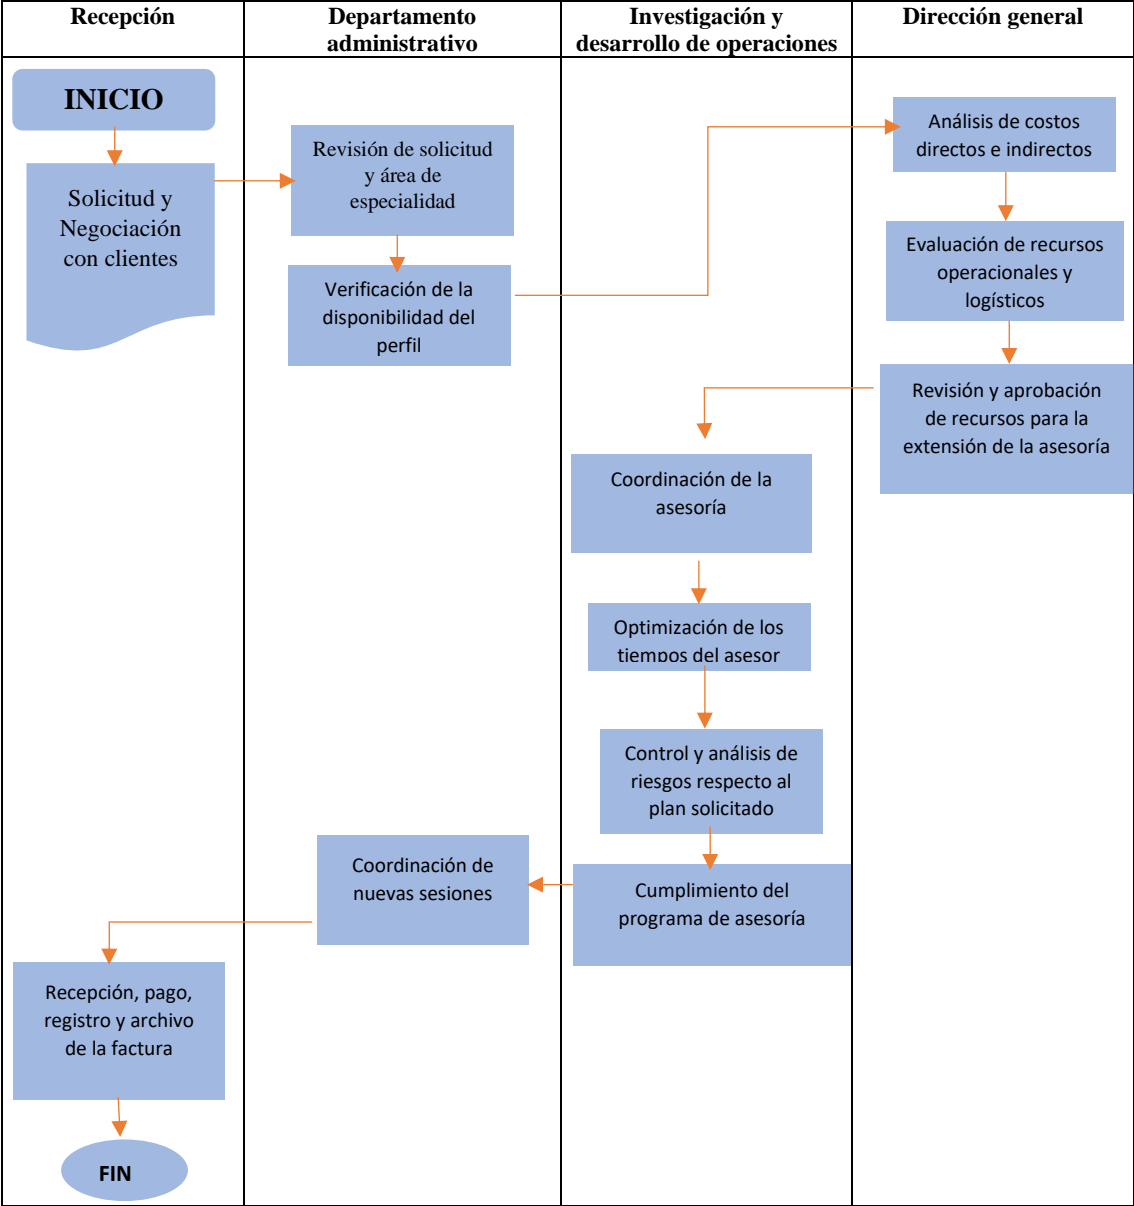 Recepción
Departamento
administrativo
Investigación y
desarrollo de operaciones
Dirección general
INICIO
Solicitud y
Negociación
con clientes
Revisión de solicitud
y área de
especialidad
Verificación de la
disponibilidad del
perfil
Análisis de costos
directos e indirectos
Evaluación de recursos
operacionales y
logísticos
Revisión y aprobación
de recursos para la
extensión de la asesoría
Coordinación de la
asesoría
Optimización de los
tiempos del asesor
Control y análisis de
riesgos respecto al
plan solicitado
Cumplimiento del
programa de asesoría
Coordinación de
nuevas sesiones
Recepción, pago,
registro y archivo
de la factura
FIN